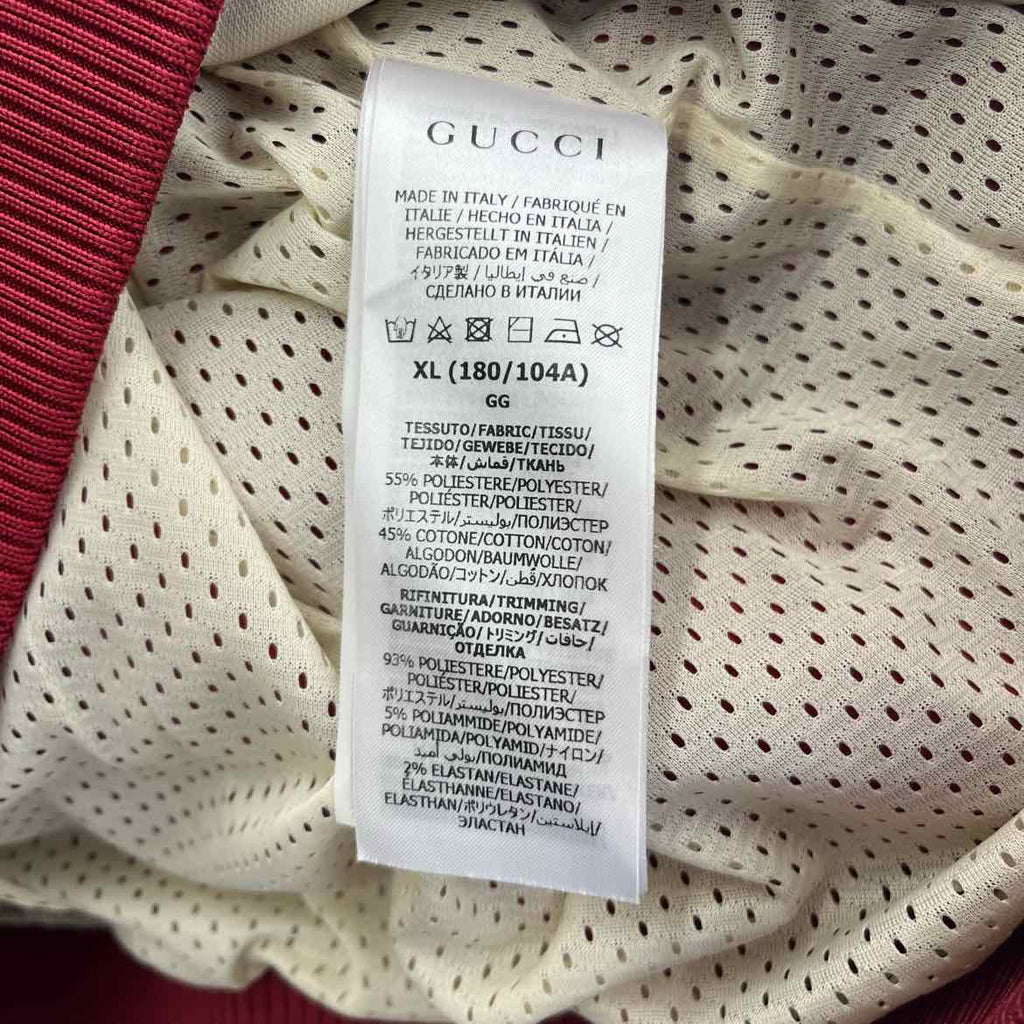 GUCCI
MADE IN ITALY / FABRIQUÉ EN
ITALIE / HECHO EN ITALIA /
HERGESTELLT IN ITALIEN /
FABRICADO EM ITÁLIA /
イタリア製 / صنع في ايطاليا /
СДЕЛАНО В ИТАЛИИ
XL (180/104A)
GG
TESSUTO/FABRIC/TISSU/
TEJIDO/GEWEBE/TECIDO/
本体/قماش/ТКАНЬ
55% POLIESTERE/POLYESTER/
POLIÉSTER/POLIESTER/
ポリエステル/بوليستر/ПОЛИЭСТЕР
45% COTONE/COTTON/COTON/
ALGODON/BAUMWOLLE/
ALGODÃO/コットン/قطن/ХЛОПОК
RIFINITURA/TRIMMING/
GARNITURE/ADORNO/BESATZ/
GUARNIÇÃO/トリミング/حافات/
ОТДЕЛКА
93% POLIESTERE/POLYESTER/
POLIÉSTER/POLIESTER/
ポリエステル/بوليستر/ПОЛИЭСТЕР
5% POLIAMMIDE/POLYAMIDE/
POLIAMIDA/POLYAMID/ナイロン/
بولي أميد/ПОЛИАМИД
2% ELASTAN/ELASTANE/
ÉLASTHANNE/ELASTANO/
ELASTHAN/ポリウレタン/إيلاستين/
ЭЛАСТАН